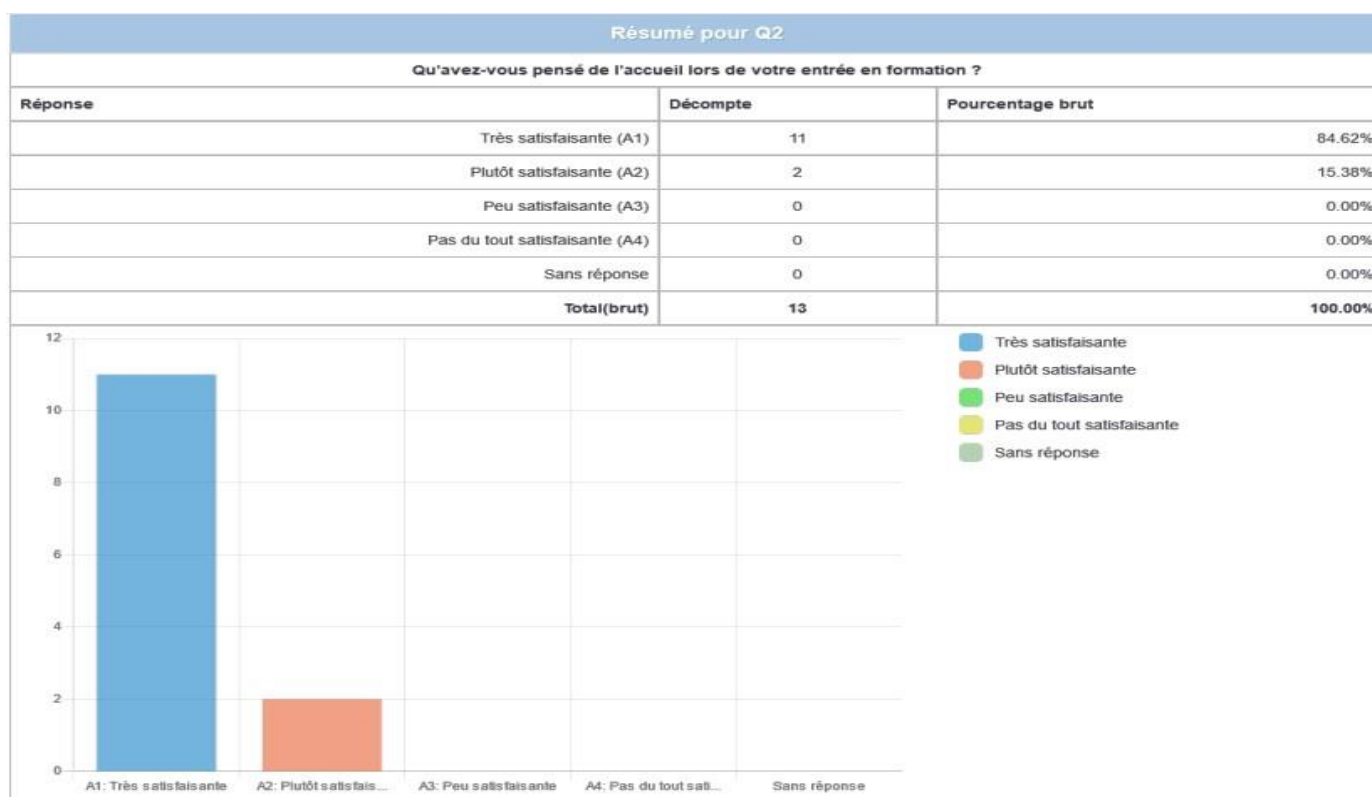 Résumé pour Q2
Qu'avez-vous pensé de l'accueil lors de votre entrée en formation ?
Réponse Décompte Pourcentage brut
Très satisfaisante (A1) 11 84.62%
Plutôt satisfaisante (A2) 2 15.38%
Peu satisfaisante (A3) 0 0.00%
Pas du tout satisfaisante (A4) 0 0.00%
Sans réponse 0 0.00%
Total(brut) 13 100.00%
12
10
8
6
4
2
0
A1: Très satisfaisante A2: Plutôt satisfais... A3: Peu satisfaisante A4: Pas du tout sati... Sans réponse
Très satisfaisante
Plutôt satisfaisante
Peu satisfaisante
Pas du tout satisfaisante
Sans réponse